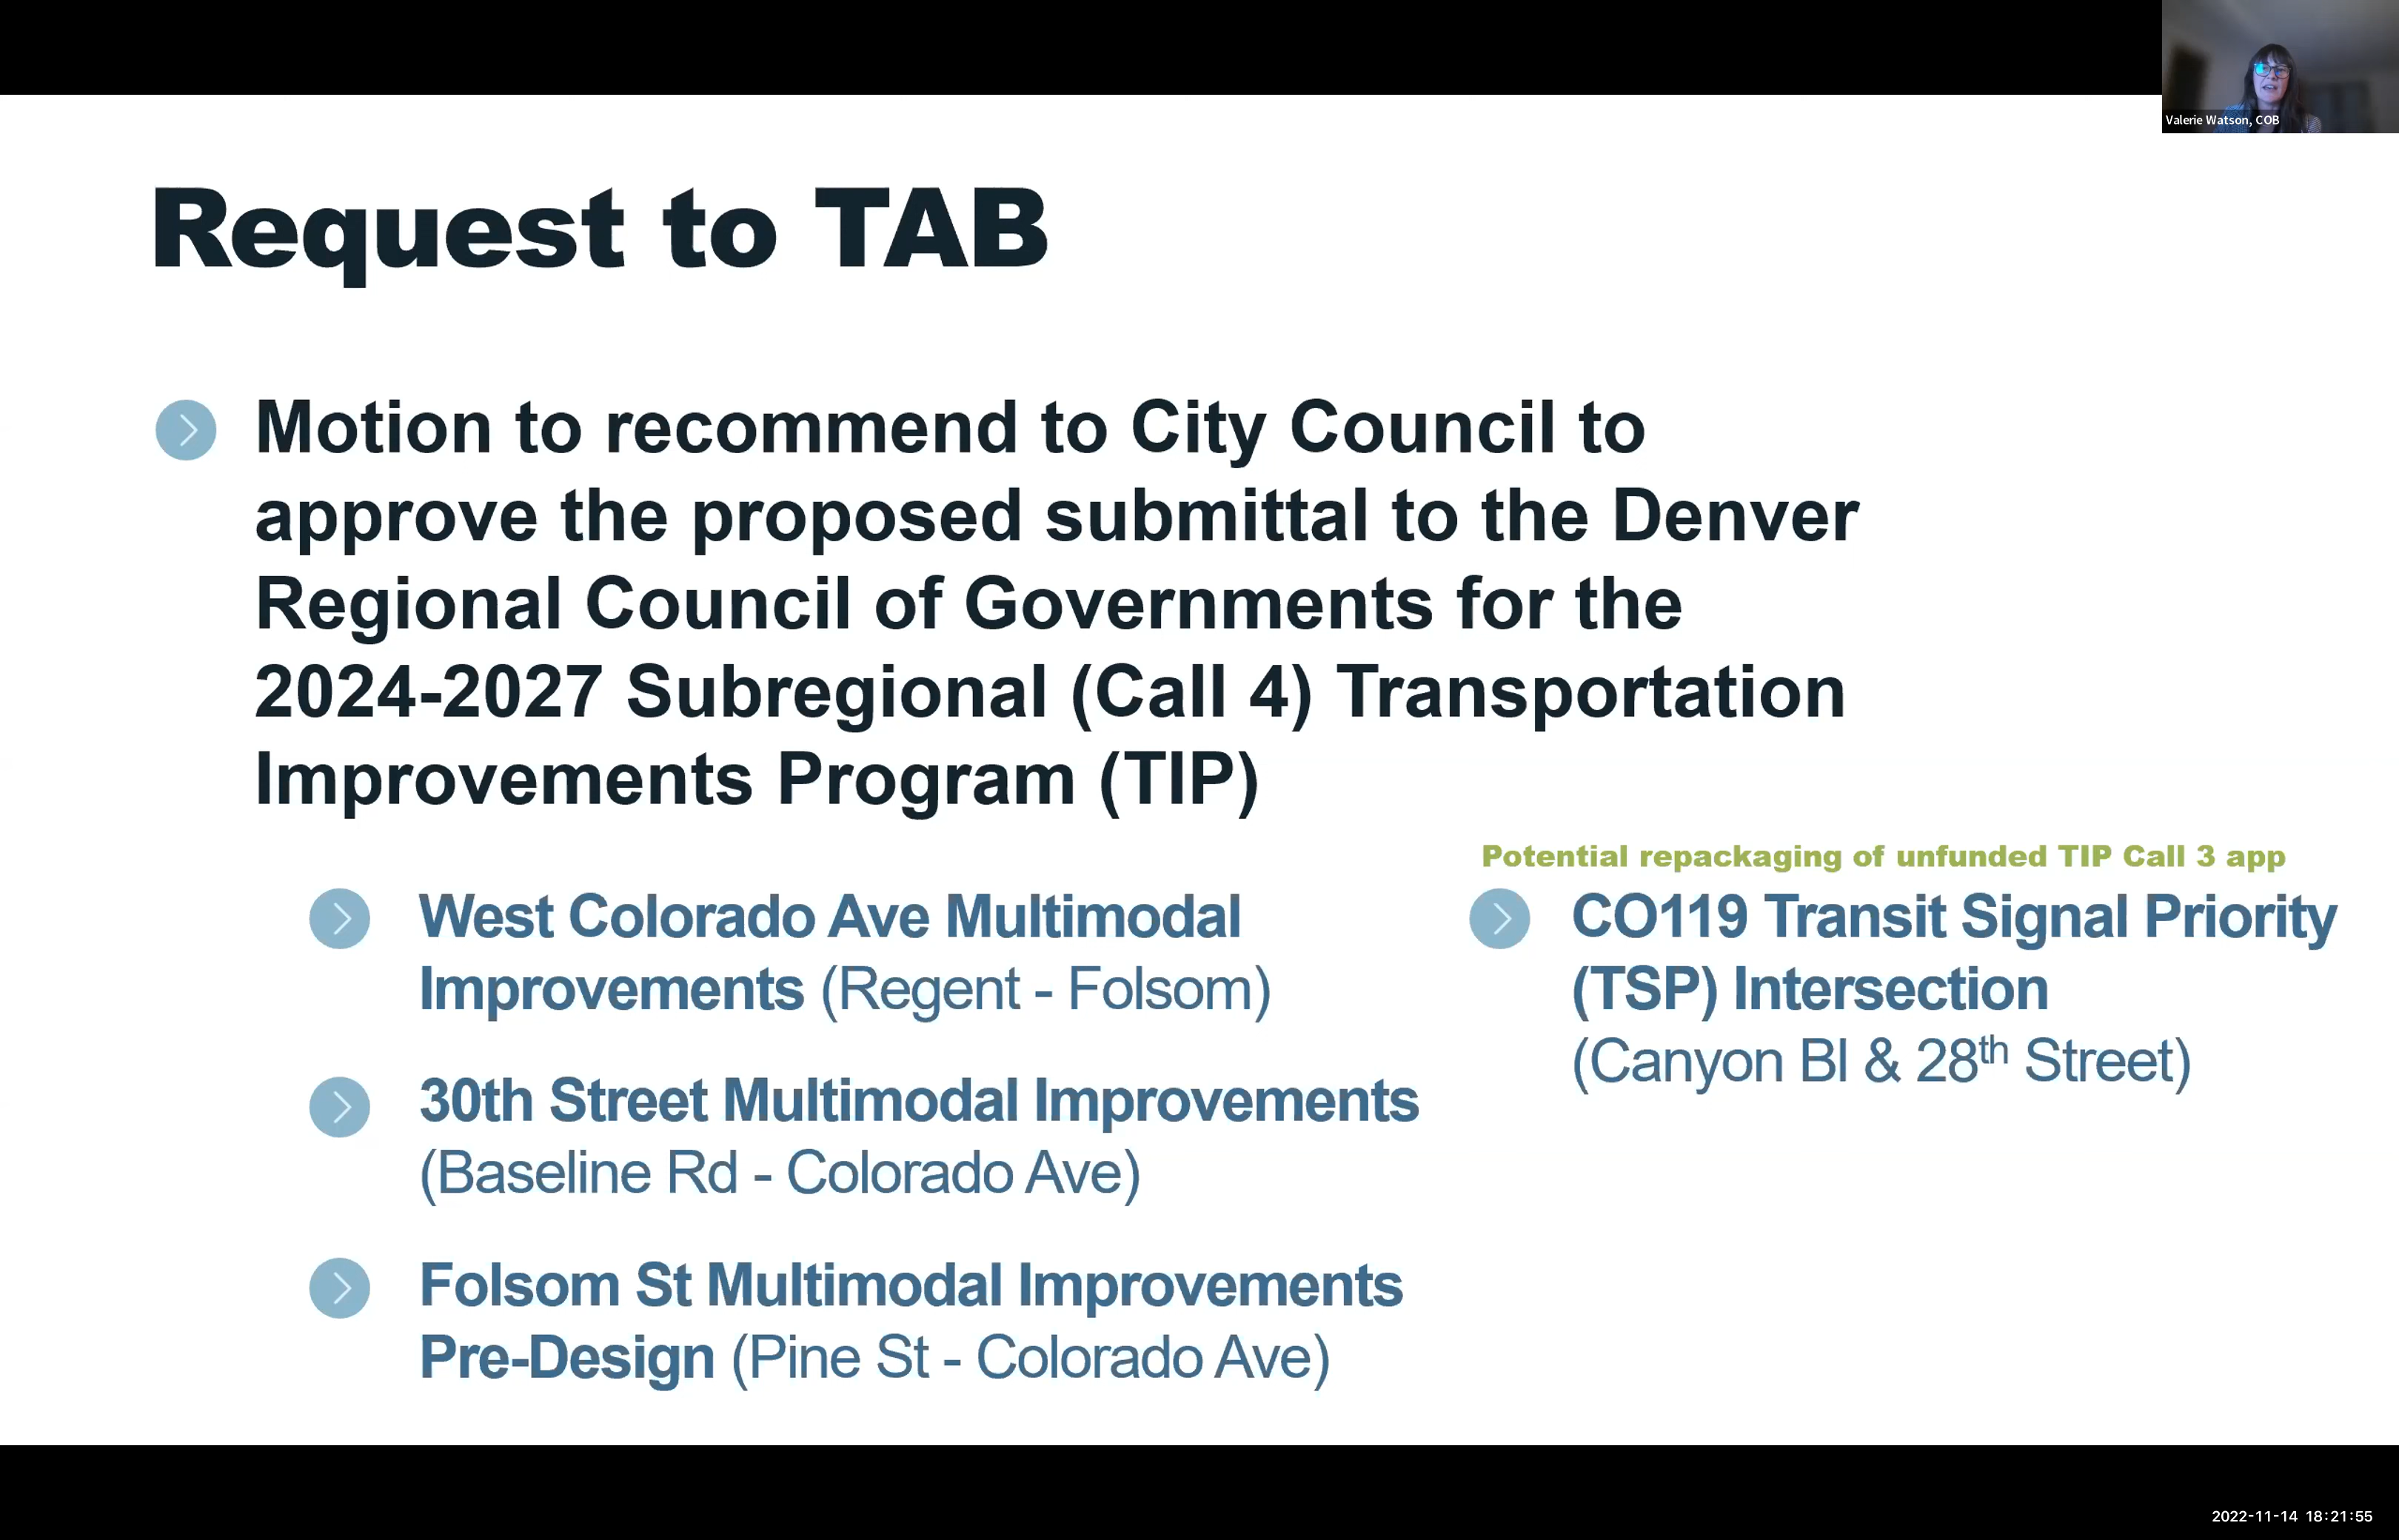 Valerie Watson, COB
Request to TAB
Motion to recommend to City Council to
approve the proposed submittal to the Denver
Regional Council of Governments for the
2024-2027 Subregional (Call 4) Transportation
Improvements Program (TIP)
West Colorado Ave Multimodal
Improvements (Regent - Folsom)
30th Street Multimodal Improvements
(Baseline Rd - Colorado Ave)
Folsom St Multimodal Improvements
Pre-Design (Pine St - Colorado Ave)
Potential repackaging of unfunded TIP Call 3 app
CO119 Transit Signal Priority
(TSP) Intersection
(Canyon Bl & 28th Street)
2022-11-14 18:21:55